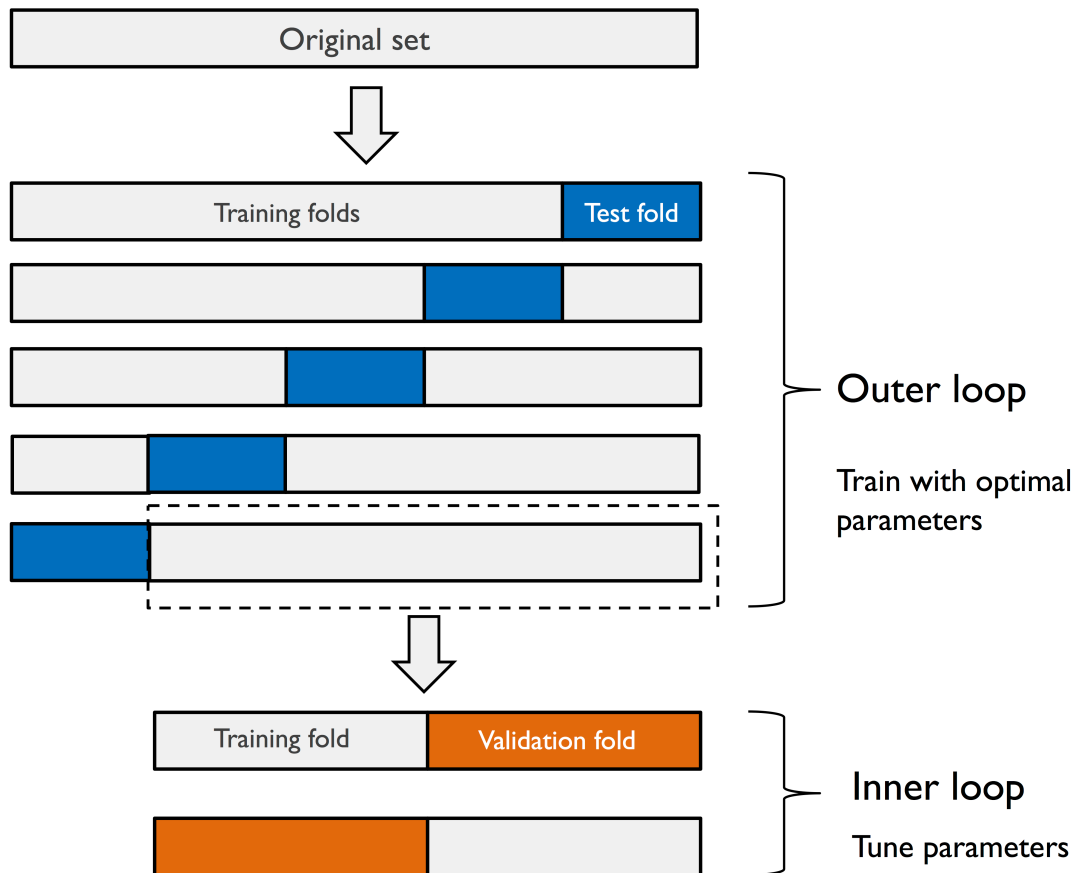 Original set
Training folds
Test fold
Outer loop
Train with optimal
parameters
Training fold
Validation fold
Inner loop
Tune parameters